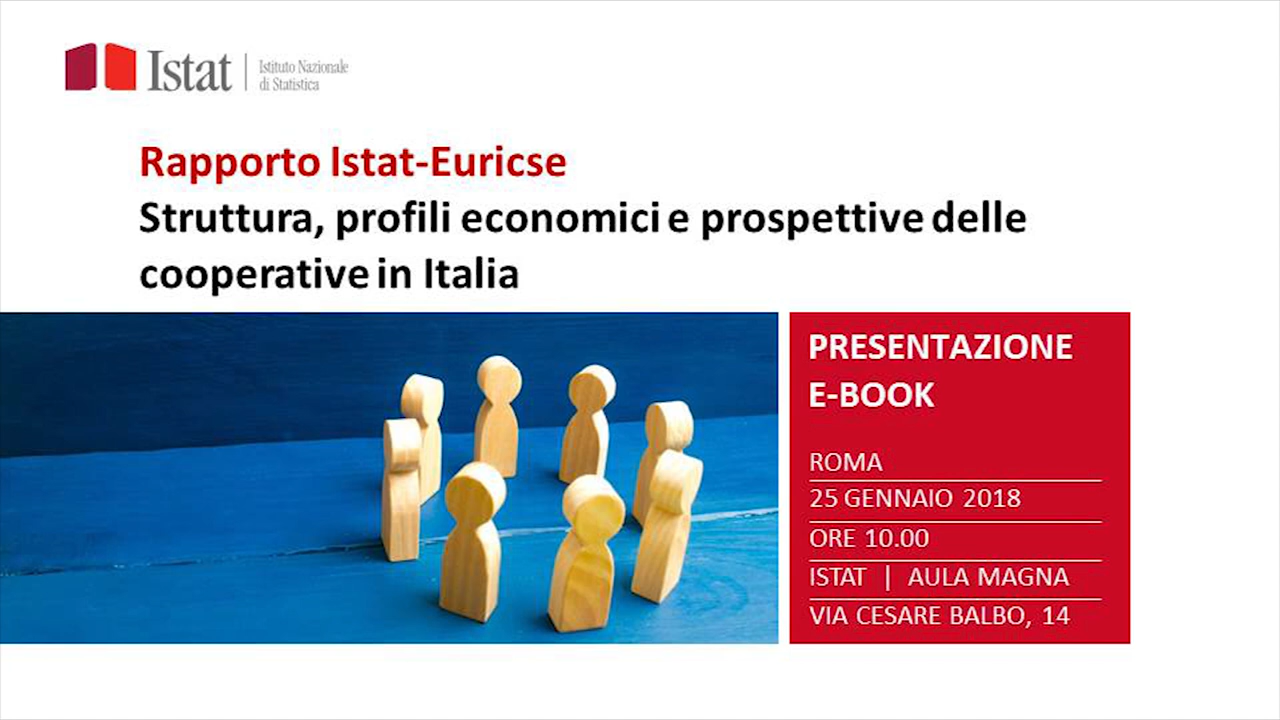 Istat
Istituto Nazionale
di Statistica
Rapporto Istat-Euricse
Struttura, profili economici e prospettive delle
cooperative in Italia
PRESENTAZIONE
E-BOOK
ROMA
25 GENNAIO 2018
ORE 10.00
ISTAT | AULA MAGNA
VIA CESARE BALBO, 14